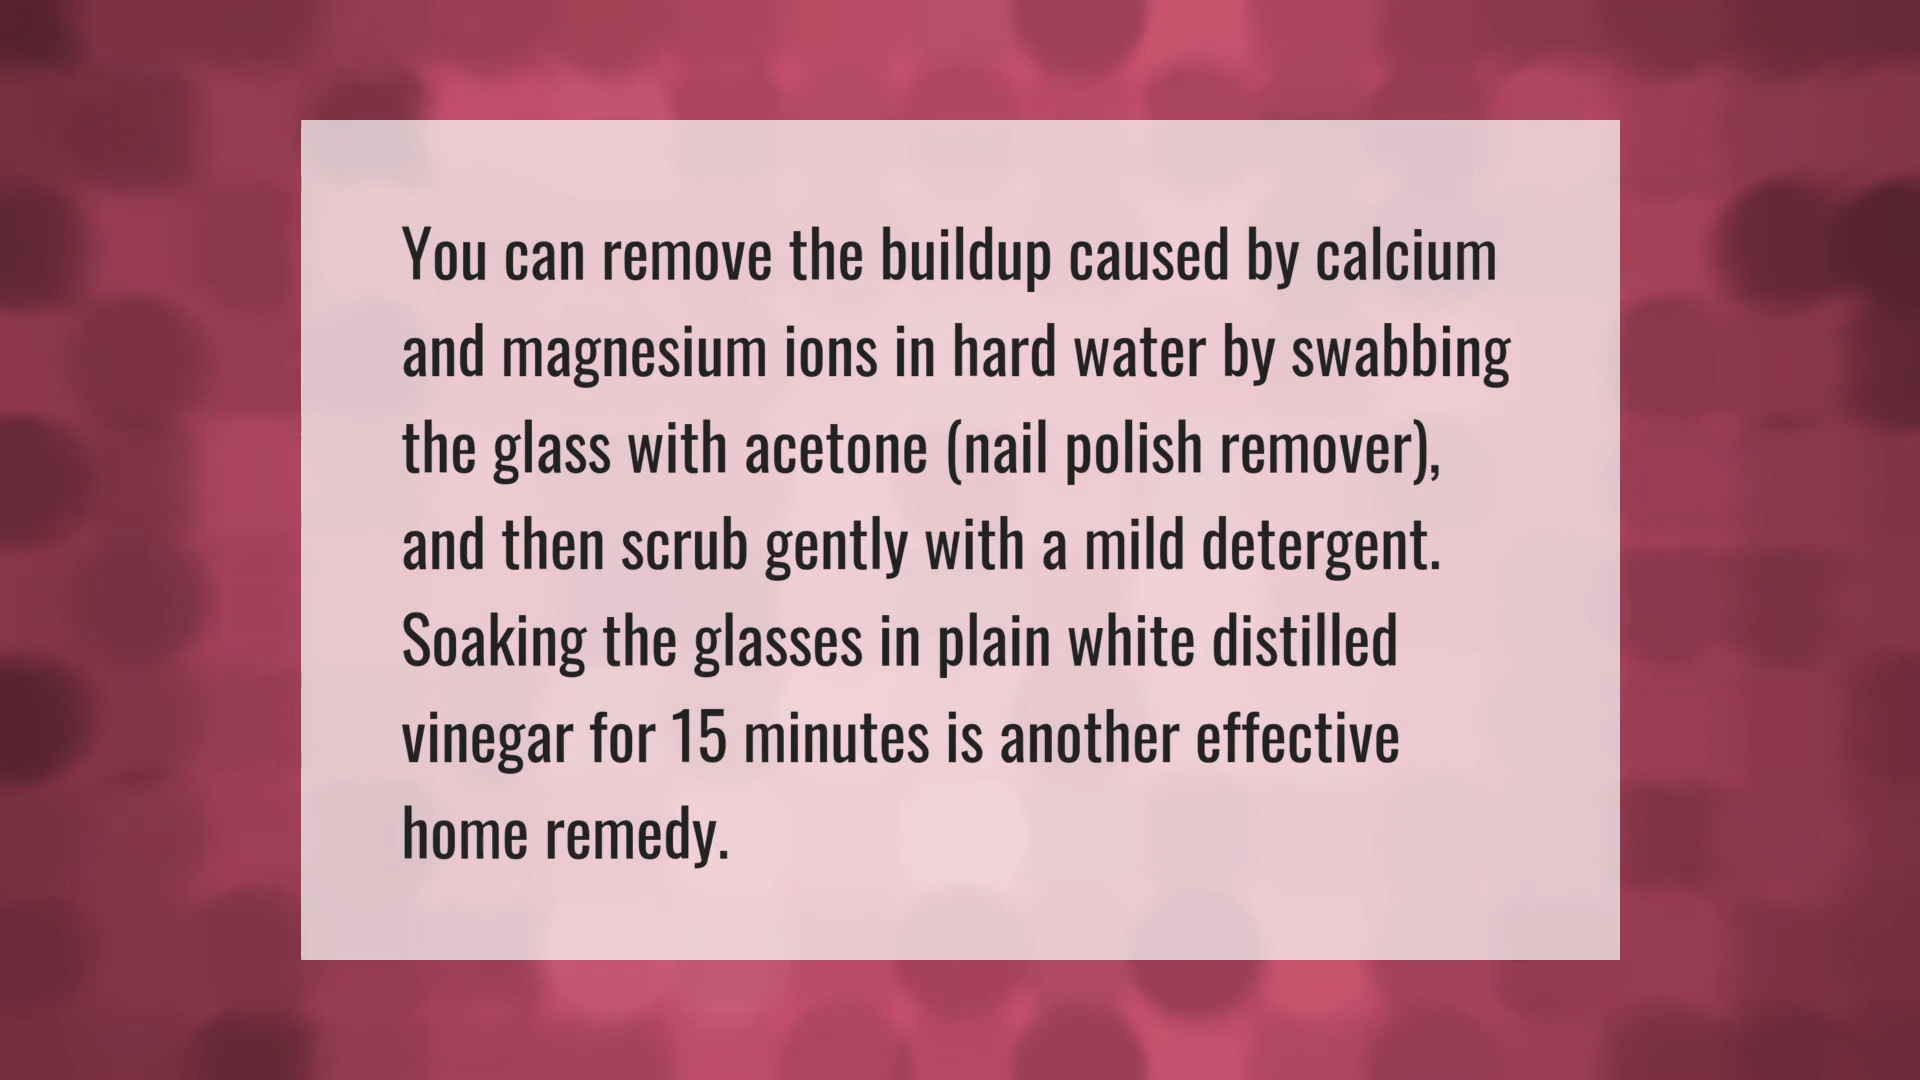 You can remove the buildup caused by calcium
and magnesium ions in hard water by swabbing
the glass with acetone (nail polish remover),
and then scrub gently with a mild detergent.
Soaking the glasses in plain white distilled
vinegar for 15 minutes is another effective
home remedy.